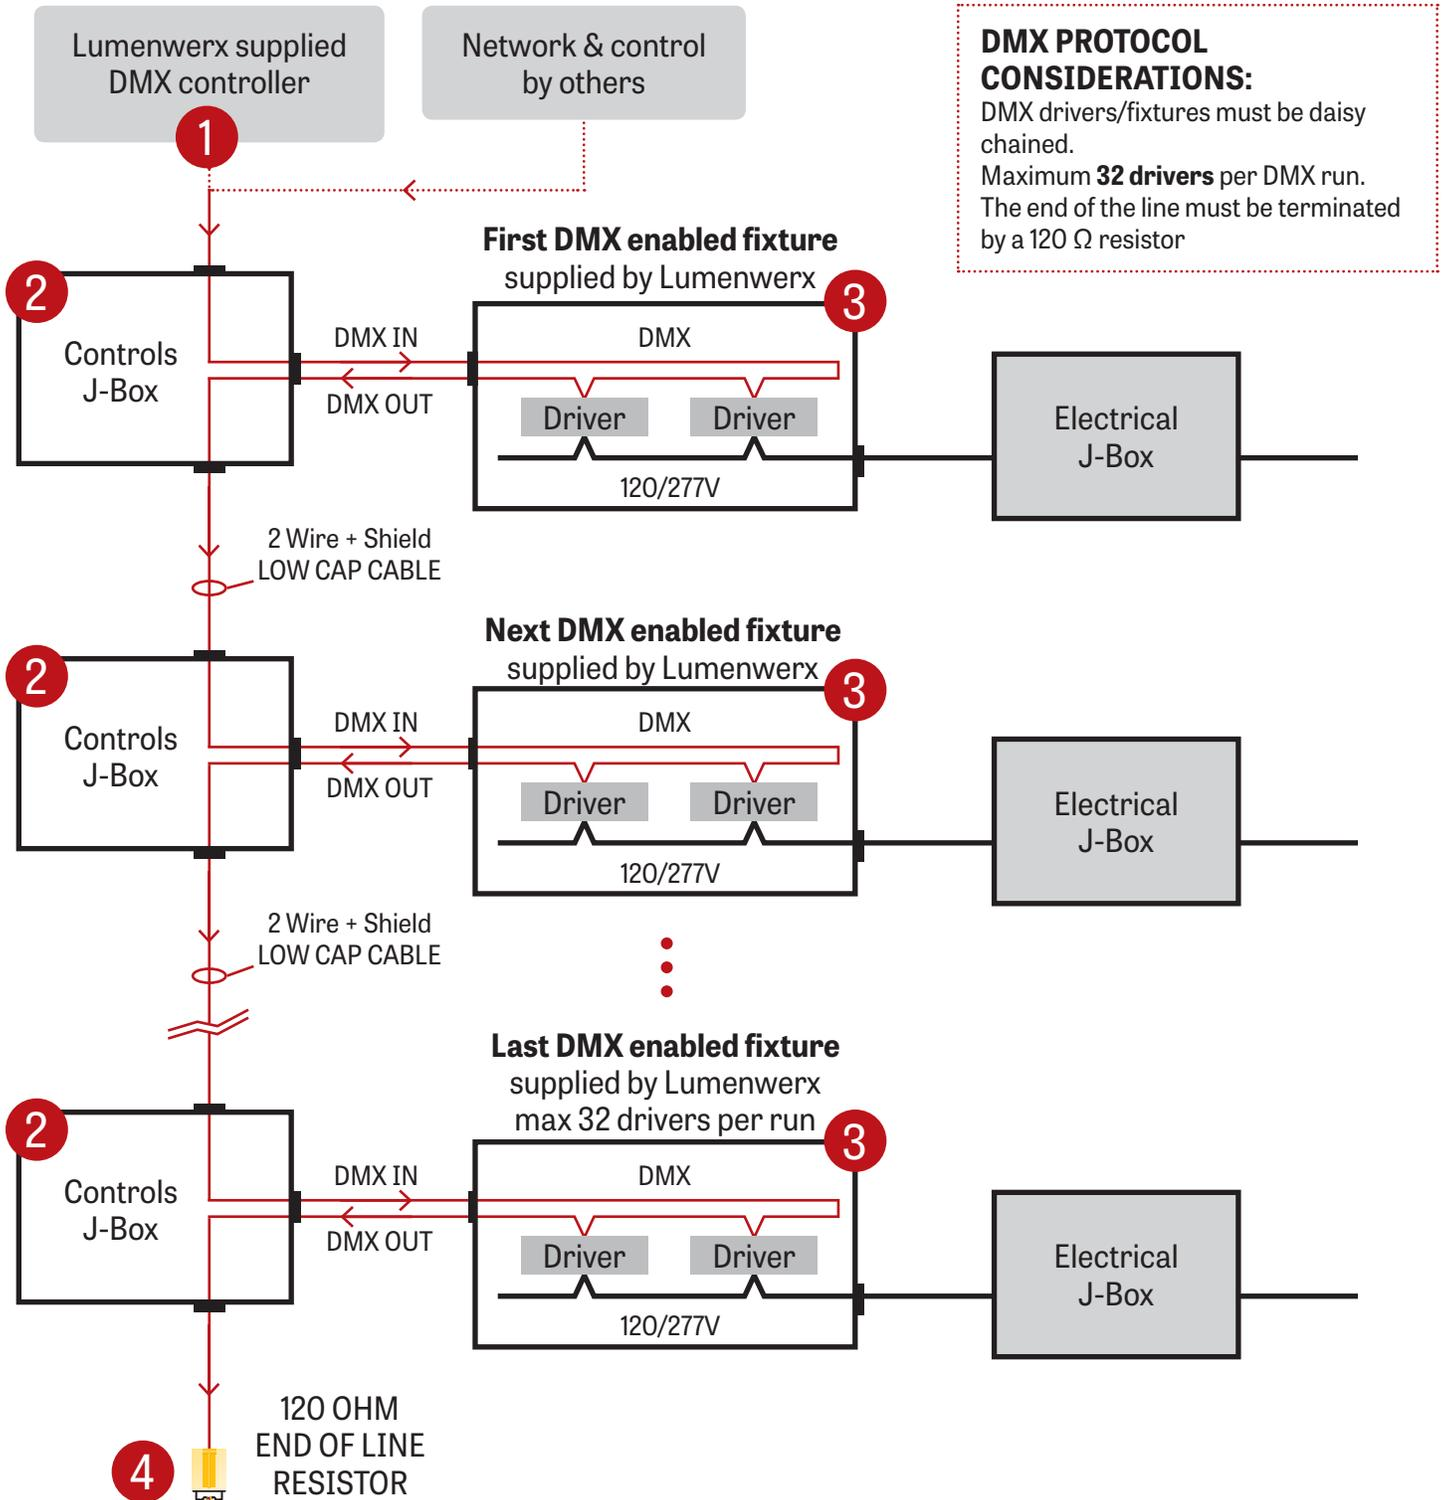 Lumenwerx supplied
DMX controller
1
Network & control
by others
DMX PROTOCOL
CONSIDERATIONS:
DMX drivers/fixtures must be daisy
chained.
Maximum 32 drivers per DMX run.
The end of the line must be terminated
by a 120 Ω resistor
First DMX enabled fixture
supplied by Lumenwerx
2
Controls
J-Box
DMX IN
DMX OUT
3
DMX
Driver
Driver
120/277V
Electrical
J-Box
2 Wire + Shield
LOW CAP CABLE
Next DMX enabled fixture
supplied by Lumenwerx
2
Controls
J-Box
DMX IN
DMX OUT
3
DMX
Driver
Driver
120/277V
Electrical
J-Box
2 Wire + Shield
LOW CAP CABLE
Last DMX enabled fixture
supplied by Lumenwerx
max 32 drivers per run
2
Controls
J-Box
DMX IN
DMX OUT
3
DMX
Driver
Driver
120/277V
Electrical
J-Box
4
120 OHM
END OF LINE
RESISTOR